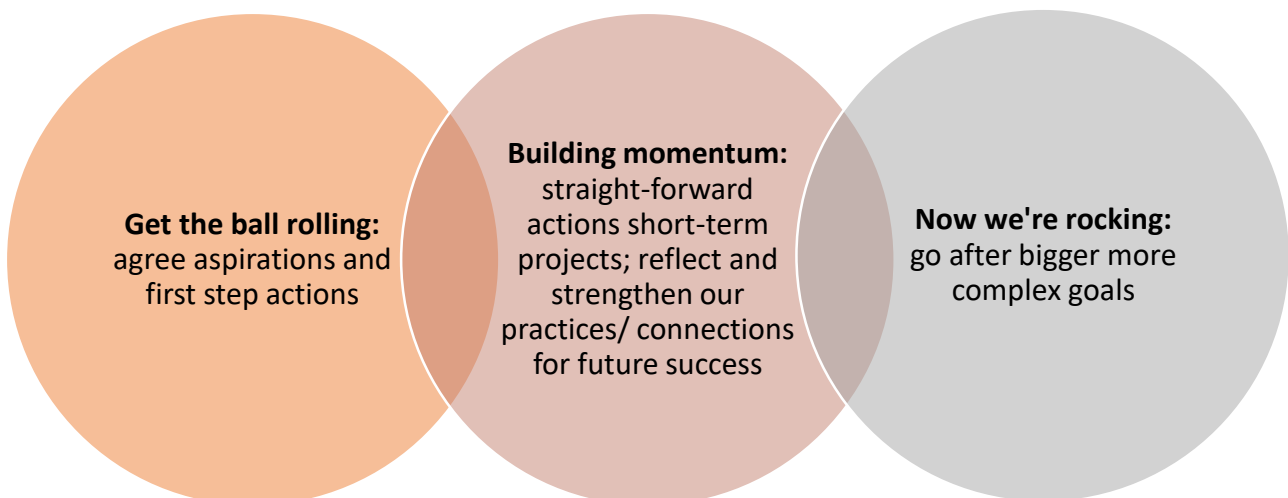 Get the ball rolling:
agree aspirations and
first step actions
Building momentum:
straight-forward
actions short-term
projects; reflect and
strengthen our
practices/ connections
for future success
Now we're rocking:
go after bigger more
complex goals